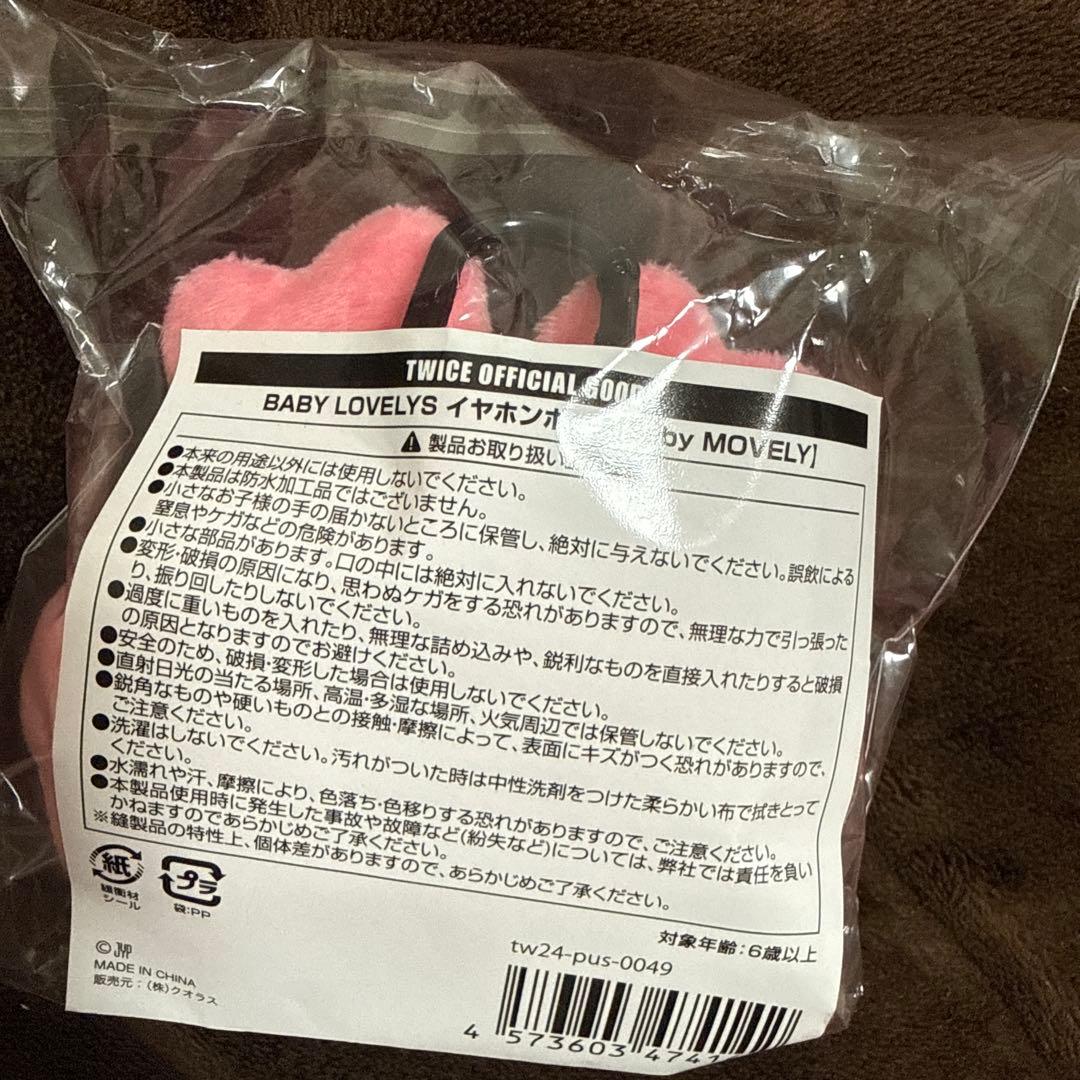 TWICE OFFICIAL GOO
BABY LOVELYS イヤホン by MOVELY】
製品お取り扱い
●本来の用途以外には使用しないでください。
●本製品は防水加工品ではございません。
●小さなお子様の手の届かないところに保管し、絶対に与えないでください。誤飲による
窒息やケガなどの危険があります。
●小さな部品があります。口の中には絶対に入れないでください。
●変形・破損の原因になり、思わぬケガをする恐れがありますので、無理な力で引っ張った
り、振り回したりしないでください。
●過度に重いものを入れたり、無理な詰め込みや、鋭利なものを直接入れたりすると破損
の原因となりますのでお避けください。
●安全のため、破損・変形した場合は使用しないでください。
●直射日光の当たる場所、高温・多湿な場所、火気周辺では保管しないでください。
●鋭角なものや硬いものとの接触・摩擦によって、表面にキズがつく恐れがありますので、
ご注意ください。
●洗濯はしないでください。汚れがついた時は中性洗剤をつけた柔らかい布で拭きとって
ください。
●水濡れや汗、摩擦により、色落ち・色移りする恐れがありますので、ご注意ください。
●本製品使用時に発生した事故や故障など(紛失など)については、弊社では責任を負い
かねますのであらかじめご了承ください。
※縫製品の特性上、個体差がありますので、あらかじめご了承ください。
紙
緩衝材
シール
プラ
袋:PP
対象年齢:6歳以上
© JYP
MADE IN CHINA
販売元:(株)クオラス
tw24-pus-0049
4 573603 474